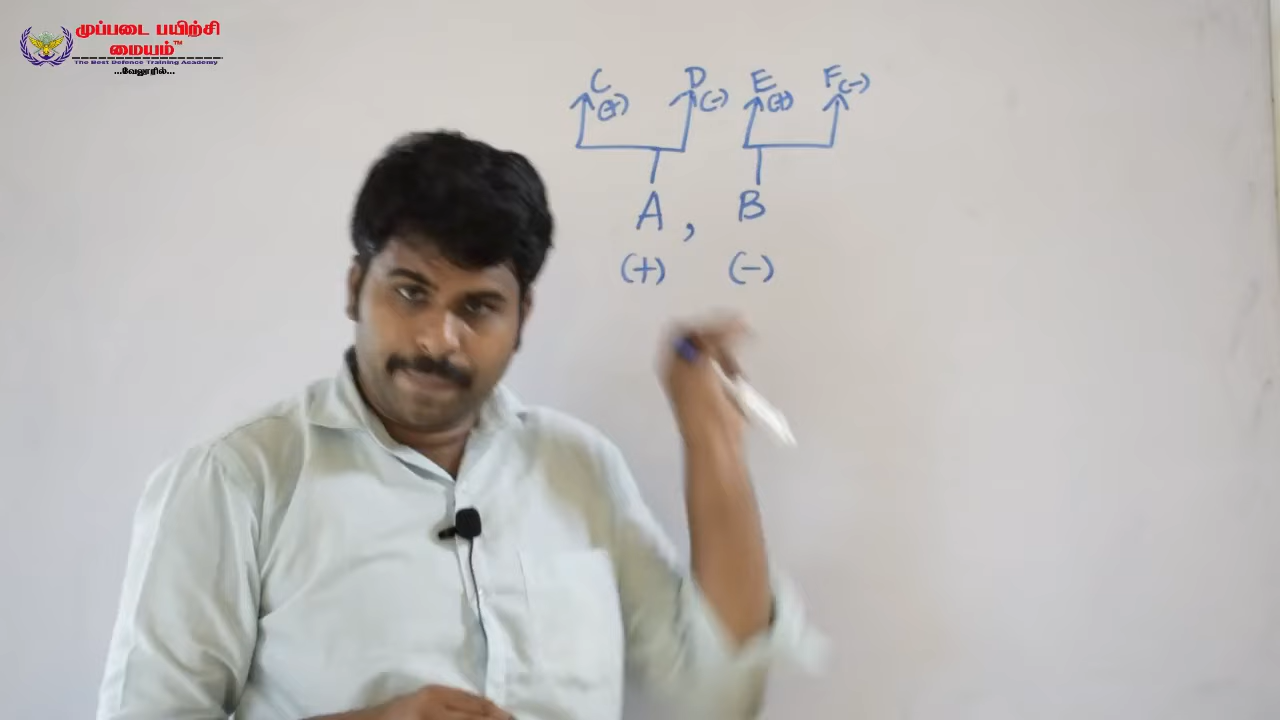 முப்படை பயிற்சி
மையம்™
The Best Defence Training Academy
...வேலூரில்...
C D E F
(+) (-) (+) (-)
A , B
(+) (-)